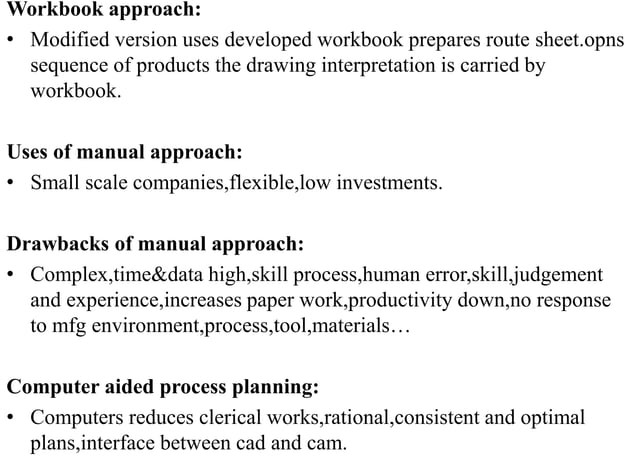 Workbook approach:
• Modified version uses developed workbook prepares route sheet.opns
sequence of products the drawing interpretation is carried by
workbook.
Uses of manual approach:
• Small scale companies,flexible,low investments.
Drawbacks of manual approach:
• Complex,time&data high,skill process,human error,skill,judgement
and experience,increases paper work,productivity down,no response
to mfg environment,process,tool,materials…
Computer aided process planning:
• Computers reduces clerical works,rational,consistent and optimal
plans,interface between cad and cam.